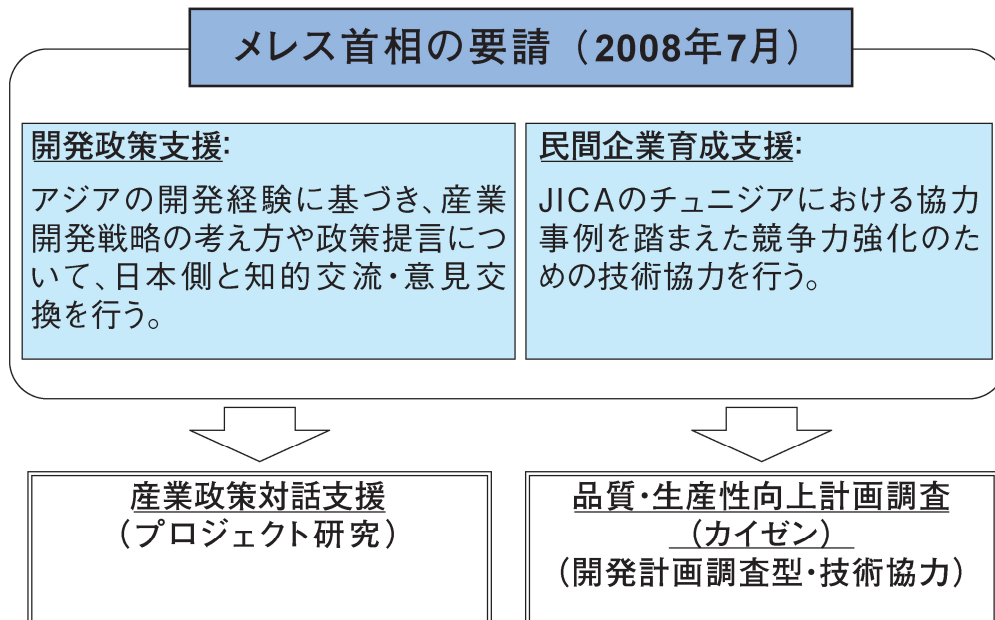 メレス首相の要請（2008年7月）
開発政策支援:
アジアの開発経験に基づき、産業
開発戦略の考え方や政策提言につ
いて、日本側と知的交流・意見交
換を行う。
民間企業育成支援:
JICAのチュニジアにおける協力
事例を踏まえた競争力強化のた
めの技術協力を行う。
産業政策対話支援
（プロジェクト研究）
品質・生産性向上計画調査
（カイゼン）
（開発計画調査型・技術協力）